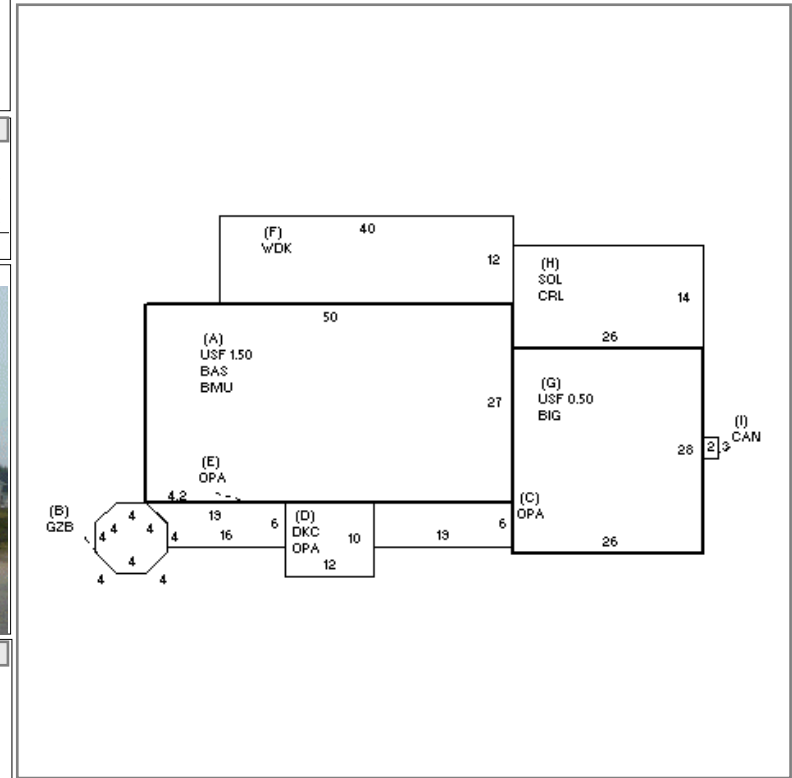 (F)
WDK
40
12
(H)
SOL
CRL
14
26
50
(A)
USF 1.50
BAS
BMU
27
(G)
USF 0.50
BIG
28
(I)
CAN
2
3
(E)
OPA
4.2
(B)
GZB
4
4
4
4
4
4
4
4
19
16
6
(D)
DKC
OPA
10
12
19
6
(C)
OPA
26